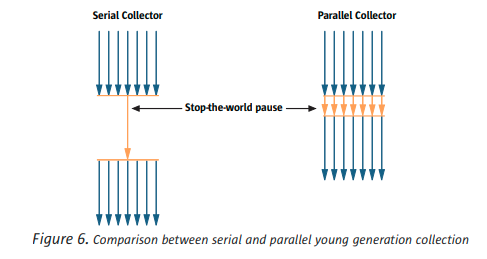 Serial Collector
Parallel Collector
Stop-the-world pause
Figure 6. Comparison between serial and parallel young generation collection